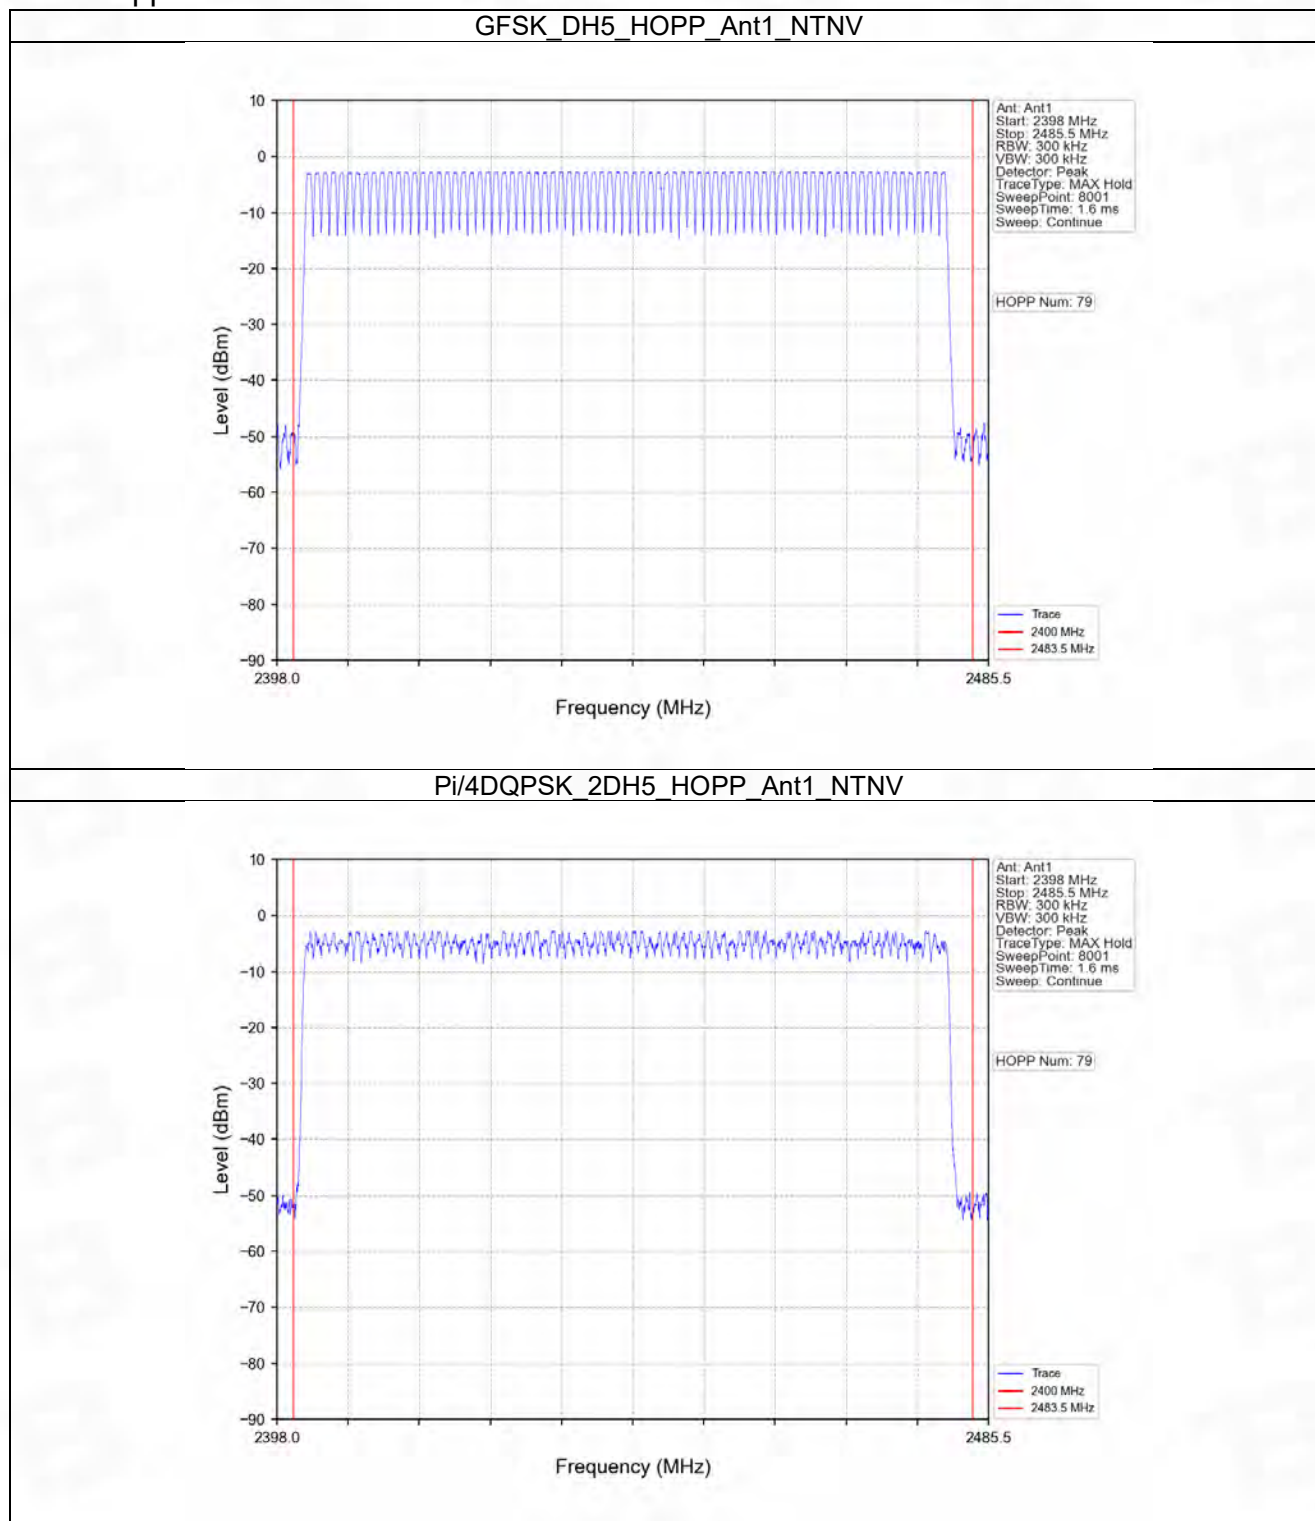 GFSK_DH5_HOPP_Ant1_NTNV
10
0
−10
−20
−30
−40
−50
−60
−70
−80
−90
Level (dBm)
2398.0
2485.5
Frequency (MHz)
Ant: Ant1
Start: 2398 MHz
Stop: 2485.5 MHz
RBW: 300 kHz
VBW: 300 kHz
Detector: Peak
TraceType: MAX Hold
SweepPoint: 8001
SweepTime: 1.6 ms
Sweep: Continue
HOPP Num: 79
Trace
2400 MHz
2483.5 MHz
Pi/4DQPSK_2DH5_HOPP_Ant1_NTNV
10
0
−10
−20
−30
−40
−50
−60
−70
−80
−90
Level (dBm)
2398.0
2485.5
Frequency (MHz)
Ant: Ant1
Start: 2398 MHz
Stop: 2485.5 MHz
RBW: 300 kHz
VBW: 300 kHz
Detector: Peak
TraceType: MAX Hold
SweepPoint: 8001
SweepTime: 1.6 ms
Sweep: Continue
HOPP Num: 79
Trace
2400 MHz
2483.5 MHz